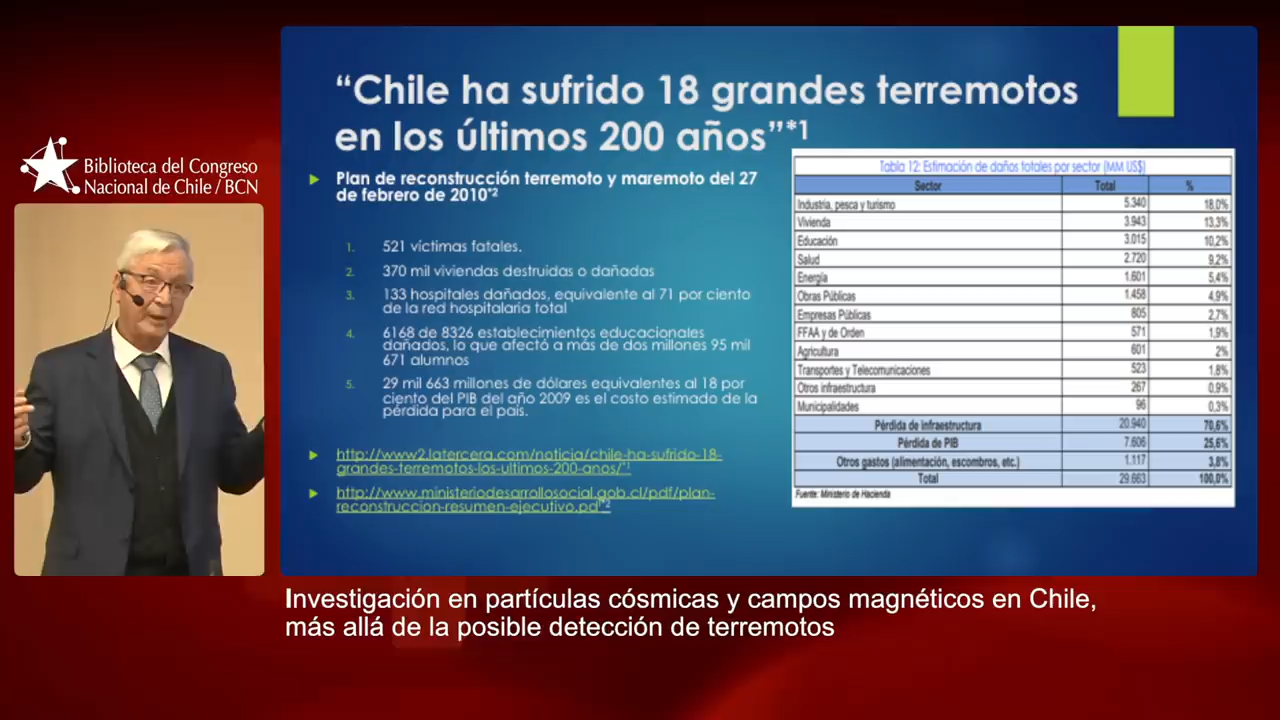 Biblioteca del Congreso
Nacional de Chile / BCN
“Chile ha sufrido 18 grandes terremotos
en los últimos 200 años”*1
Plan de reconstrucción terremoto y maremoto del 27
de febrero de 2010*2
1. 521 víctimas fatales.
2. 370 mil viviendas destruidas o dañadas
3. 133 hospitales dañados, equivalente al 71 por ciento
de la red hospitalaria total
4. 6168 de 8326 establecimientos educacionales
dañados, lo que afectó a más de dos millones 95 mil
671 alumnos
5. 29 mil 663 millones de dólares equivalentes al 18 por
ciento del PIB del año 2009 es el costo estimado de la
pérdida para el país.
http://www2.latercera.com/noticia/chile-ha-sufrido-18-
grandes-terremotos-los-ultimos-200-anos/*1
http://www.ministeriodesarrollosocial.gob.cl/pdf/plan-
reconstruccion-resumen-ejecutivo.pd*2
Tabla 12: Estimación de daños totales por sector (MM US$)
Sector Total %
Industria, pesca y turismo 5.340 18,0%
Vivienda 3.943 13,3%
Educación 3.015 10,2%
Salud 2.720 9,2%
Energía 1.601 5,4%
Obras Públicas 1.458 4,9%
Empresas Públicas 805 2,7%
FFAA y de Orden 571 1,9%
Agricultura 601 2%
Transportes y Telecomunicaciones 523 1,8%
Otros infraestructura 267 0,9%
Municipalidades 96 0,3%
Pérdida de infraestructura 20.940 70,6%
Pérdida de PIB 7.606 25,6%
Otros gastos (alimentación, escombros, etc.) 1.117 3,8%
Total 29.663 100,0%
Fuente: Ministerio de Hacienda
Investigación en partículas cósmicas y campos magnéticos en Chile,
más allá de la posible detección de terremotos